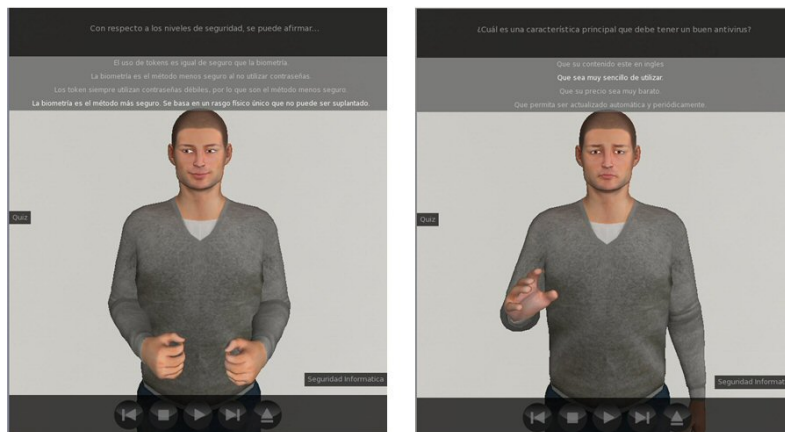 Con respecto a los niveles de seguridad, se puede afirmar...
El uso de tokens es igual de seguro que la biometría.
La biometría es el método menos seguro al no utilizar contraseñas.
Los token siempre utilizan contraseñas débiles, por lo que son el método menos seguro.
La biometría es el método más seguro. Se basa en un rasgo físico único que no puede ser suplantado.
Quiz
Seguridad Informatica
¿Cuál es una característica principal que debe tener un buen antivirus?
Que su contenido este en ingles
Que sea muy sencillo de utilizar.
Que su precio sea muy barato.
Que permita ser actualizado automática y periódicamente.
Quiz
Seguridad Informat